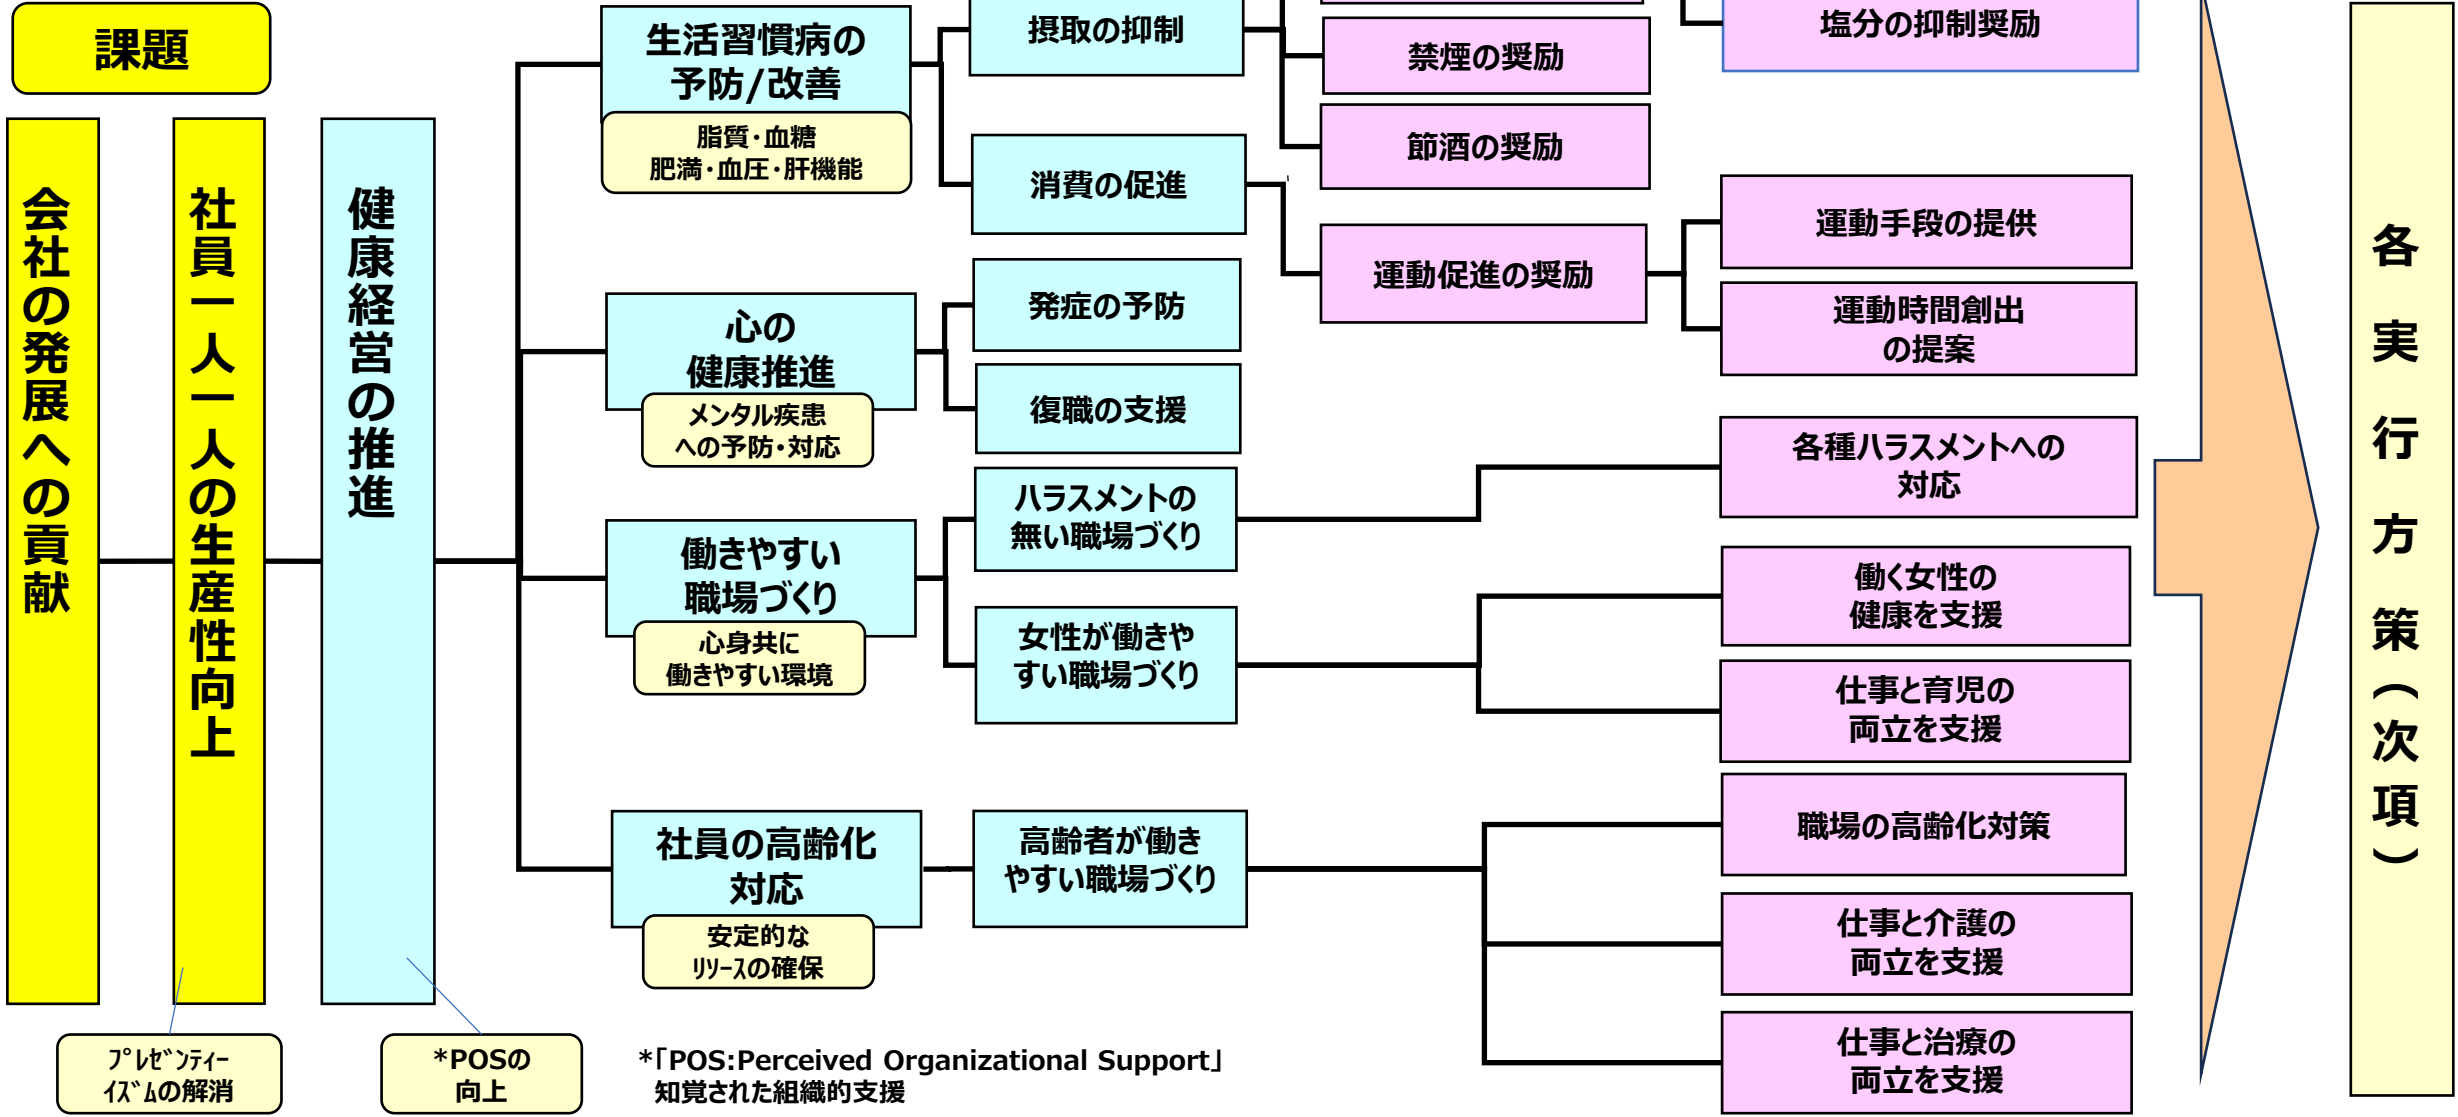 課題
会社の発展への貢献
社員一人一人の生産性向上
健康経営の推進
プレゼンティー
イズムの解消
*POSの
向上
生活習慣病の
予防/改善
脂質・血糖
肥満・血圧・肝機能
心の
健康推進
メンタル疾患
への予防・対応
働きやすい
職場づくり
心身共に
働きやすい環境
社員の高齢化
対応
安定的な
リソースの確保
摂取の抑制
消費の促進
発症の予防
復職の支援
ハラスメントの
無い職場づくり
女性が働きや
すい職場づくり
高齢者が働き
やすい職場づくり
禁煙の奨励
節酒の奨励
運動促進の奨励
塩分の抑制奨励
運動手段の提供
運動時間創出
の提案
各種ハラスメントへの
対応
働く女性の
健康を支援
仕事と育児の
両立を支援
職場の高齢化対策
仕事と介護の
両立を支援
仕事と治療の
両立を支援
各実行方策(次項)
*「POS:Perceived Organizational Support」
知覚された組織的支援